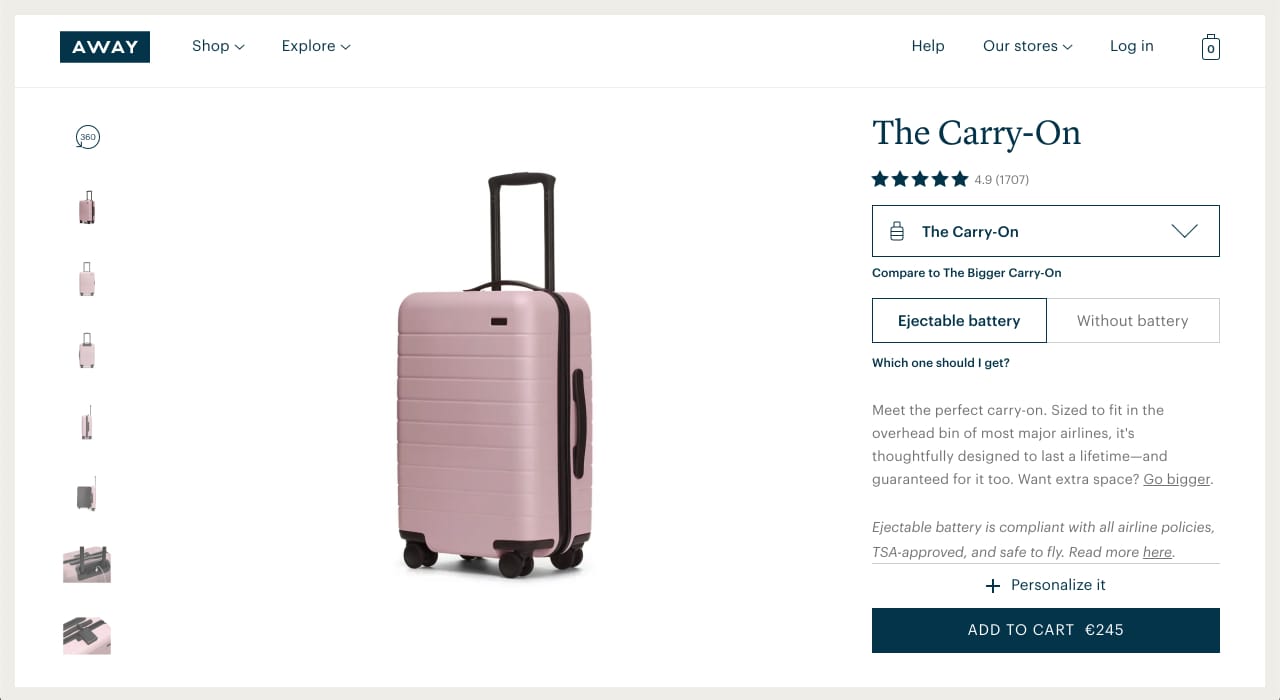 AWAY
Shop
Explore
Help
Our stores
Log in
0
360
The Carry-On
4.9 (1707)
The Carry-On
Compare to The Bigger Carry-On
Ejectable battery
Without battery
Which one should I get?
Meet the perfect carry-on. Sized to fit in the
overhead bin of most major airlines, it's
thoughtfully designed to last a lifetime—and
guaranteed for it too. Want extra space? Go bigger.
Ejectable battery is compliant with all airline policies,
TSA-approved, and safe to fly. Read more here.
Personalize it
ADD TO CART €245